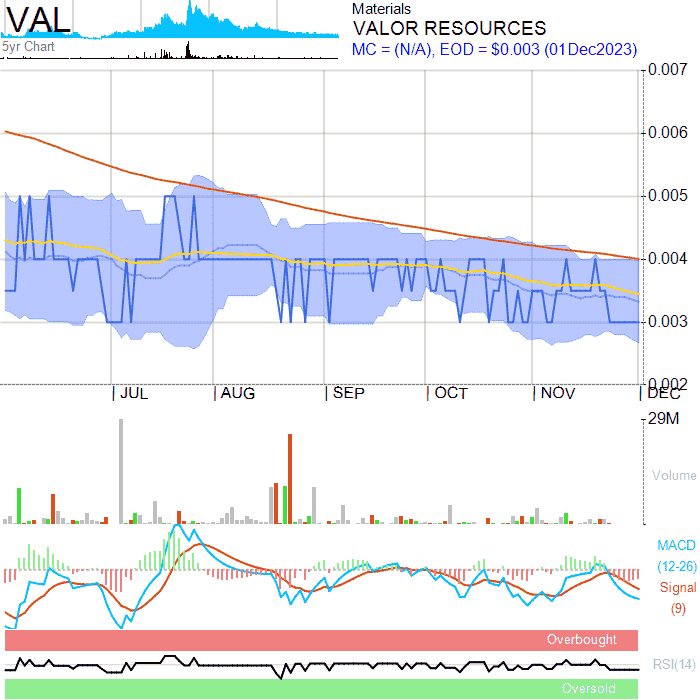 VAL
5yr Chart
Materials
VALOR RESOURCES
MC = (N/A), EOD = $0.003 (01Dec2023)
0.007
0.006
0.005
0.004
0.003
0.002
JUL AUG SEP OCT NOV DEC
29M
Volume
MACD
(12-26)
Signal
(9)
Overbought
RSI(14)
Oversold